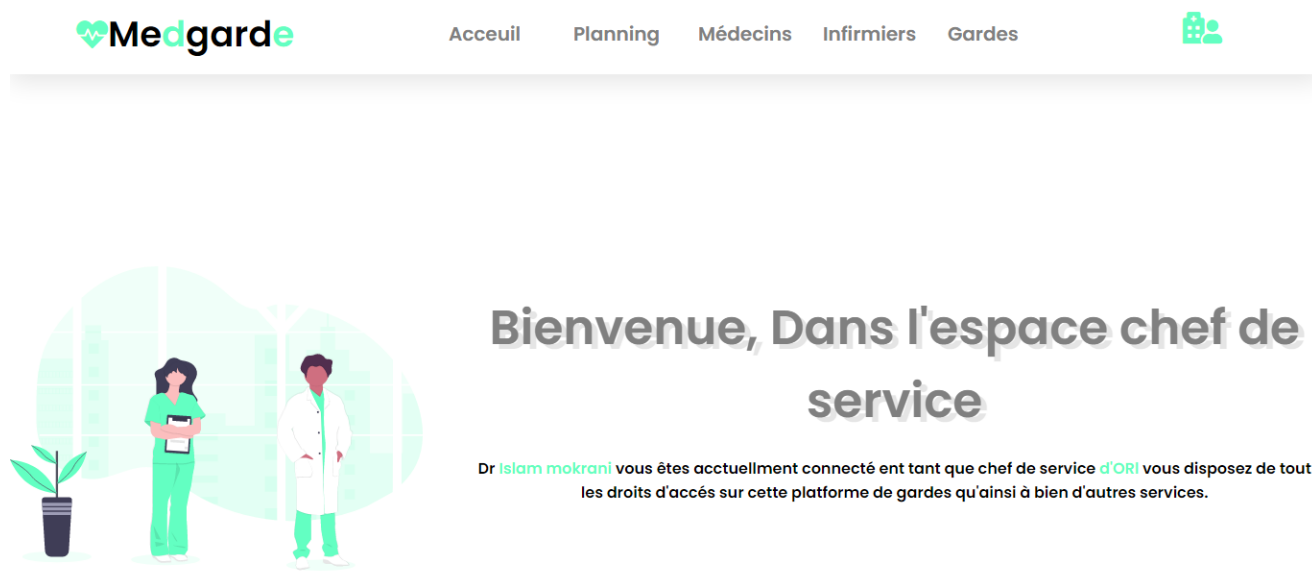 Medgarde
Acceuil Planning Médecins Infirmiers Gardes
Bienvenue, Dans l'espace chef de
service
Dr Islam mokrani vous êtes acctuellment connecté ent tant que chef de service d'ORl vous disposez de tout
les droits d'accés sur cette platforme de gardes qu'ainsi à bien d'autres services.